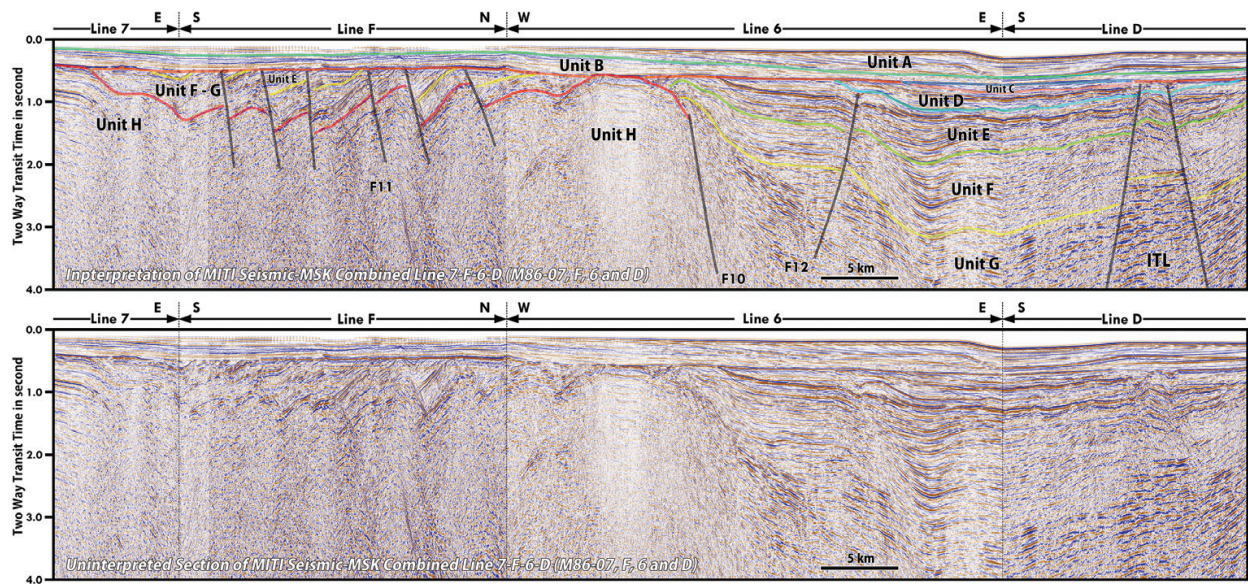 E S N W E S
Line 7 Line F Line 6 Line D
0.0
Unit A
Unit B
Unit E
Unit C
Unit F - G
Unit D
1.0
Unit H
Unit H
Unit E
2.0
F11
Unit F
3.0
Unit G
ITL
F12
5 km
F10
Inpterpretation of MITI Seismic-MSK Combined Line 7-F-6-D (M86-07, F, 6 and D)
4.0
Two Way Transit Time in second
E S N W E S
Line 7 Line F Line 6 Line D
0.0
1.0
2.0
3.0
5 km
Uninterpreted Section of MITI Seismic-MSK Combined Line 7-F-6-D (M86-07, F, 6 and D)
4.0
Two Way Transit Time in second